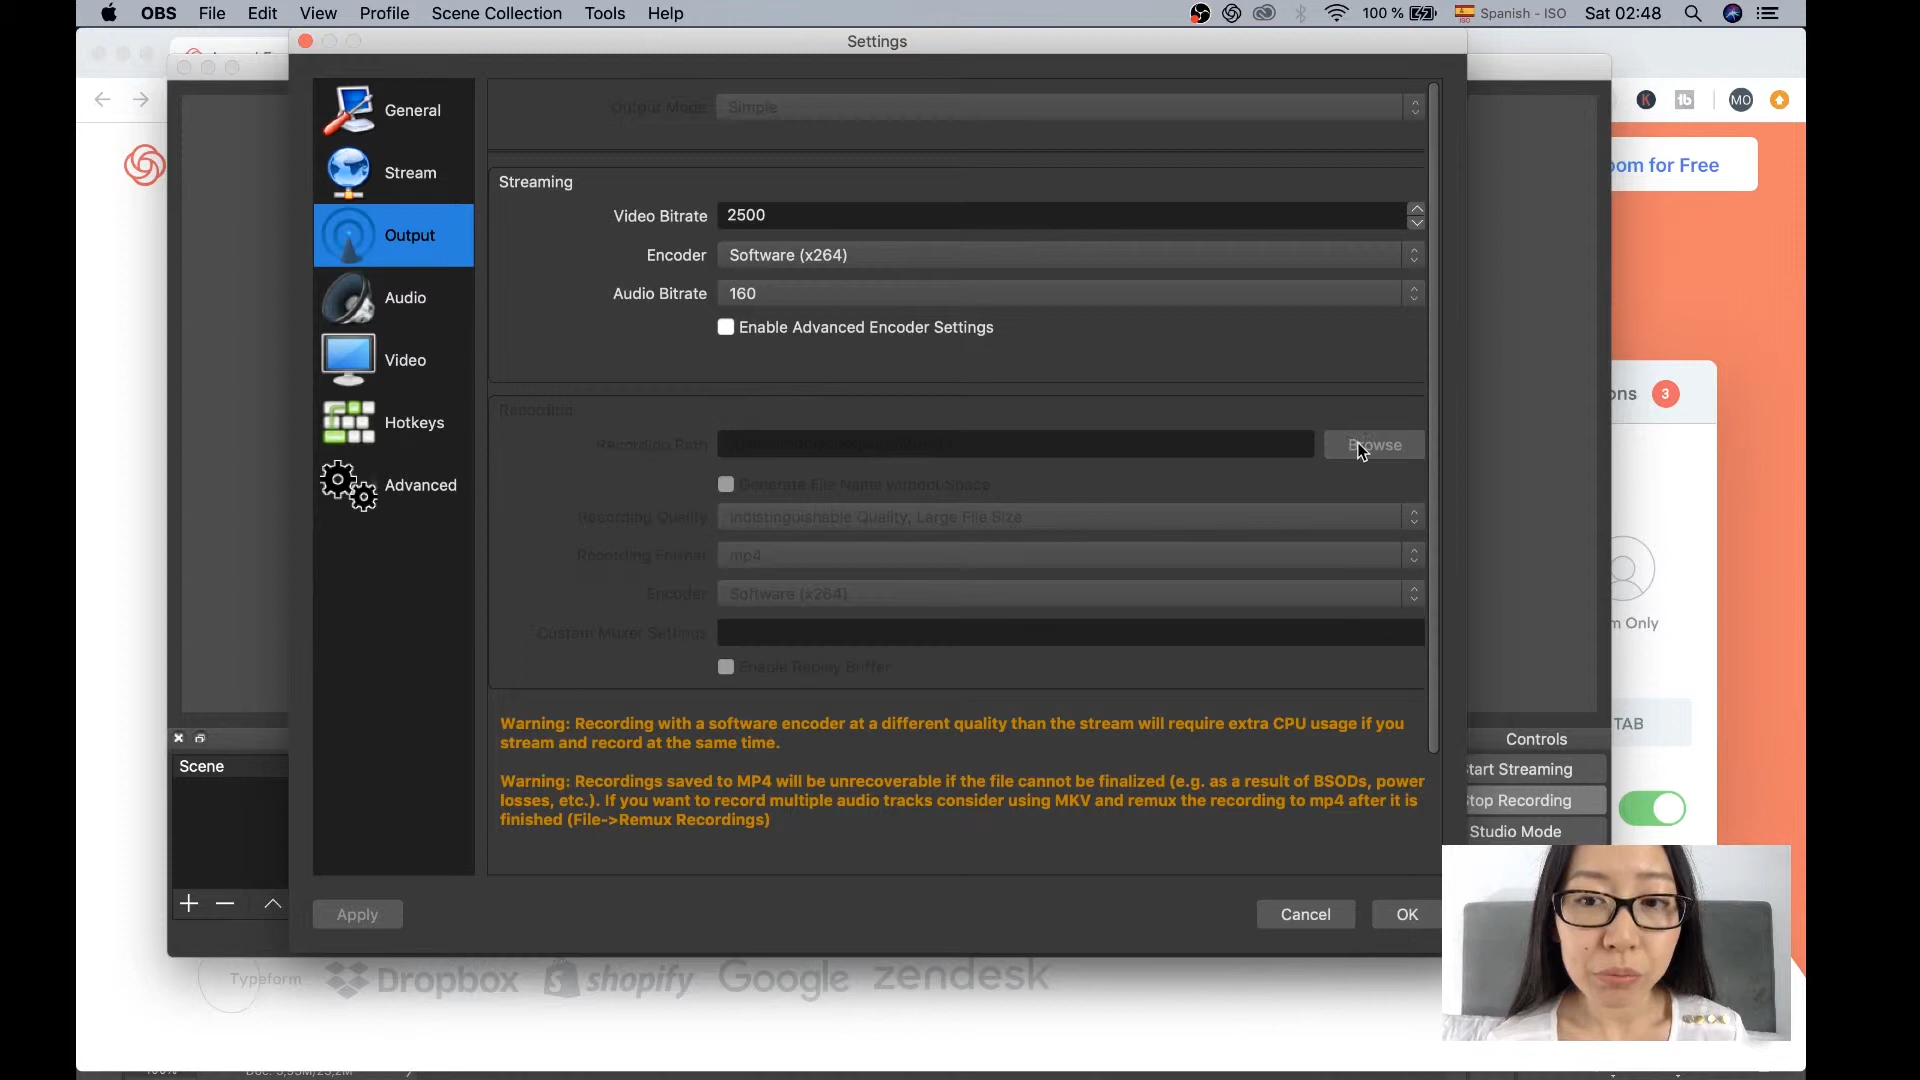 OBS File Edit View Profile Scene Collection Tools Help
100 % Spanish - ISO Sat 02:48
Settings
MO
General
Stream
Output
Audio
Video
Hotkeys
Advanced
Output Mode Simple
Streaming
Video Bitrate 2500
Encoder Software (x264)
Audio Bitrate 160
Enable Advanced Encoder Settings
Recording
Recording Path
Browse
Generate File Name without Space
Recording Quality Indistinguishable Quality, Large File Size
Recording Format mp4
Encoder Software (x264)
Custom Muxer Settings
Enable Replay Buffer
Warning: Recording with a software encoder at a different quality than the stream will require extra CPU usage if you
stream and record at the same time.
Warning: Recordings saved to MP4 will be unrecoverable if the file cannot be finalized (e.g. as a result of BSODs, power
losses, etc.). If you want to record multiple audio tracks consider using MKV and remux the recording to mp4 after it is
finished (File->Remux Recordings)
Apply
Cancel
OK
oom for Free
ons 3
m Only
TAB
Scene
Controls
tart Streaming
top Recording
Studio Mode
Typeform Dropbox shopify Google zendesk